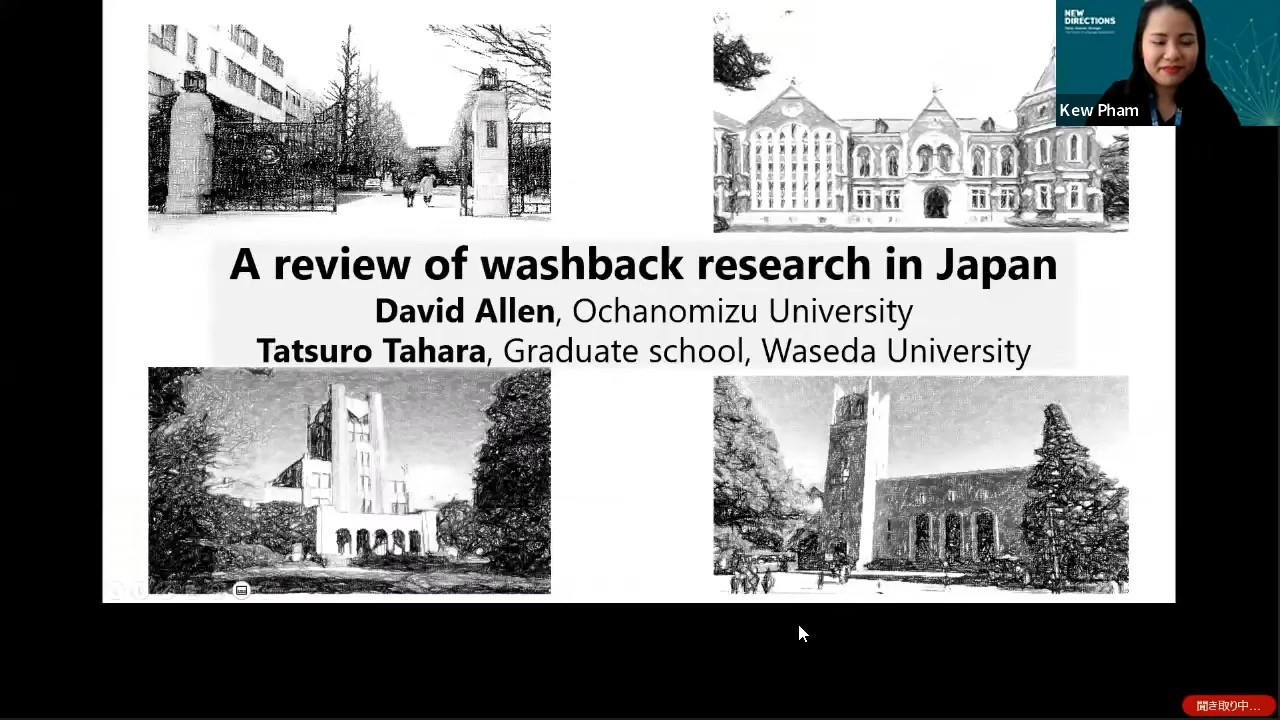 A review of washback research in Japan
David Allen, Ochanomizu University
Tatsuro Tahara, Graduate school, Waseda University
NEW
DIRECTIONS
Kew Pham
聞き取り中...